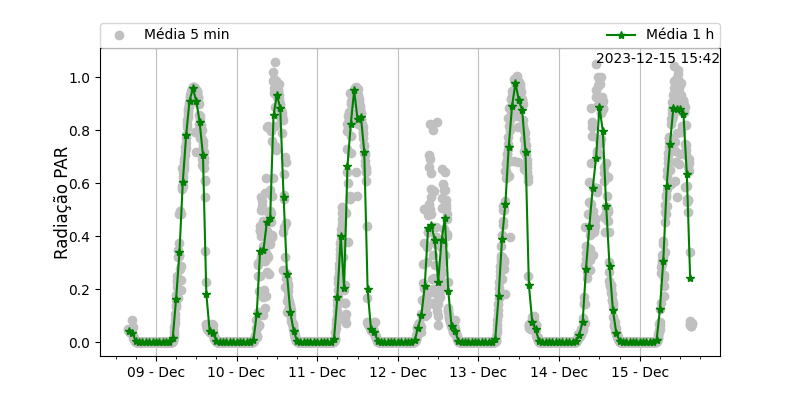 Média 5 min
Média 1 h
2023-12-15 15:42
Radiação PAR
1.0
0.8
0.6
0.4
0.2
0.0
09 - Dec
10 - Dec
11 - Dec
12 - Dec
13 - Dec
14 - Dec
15 - Dec